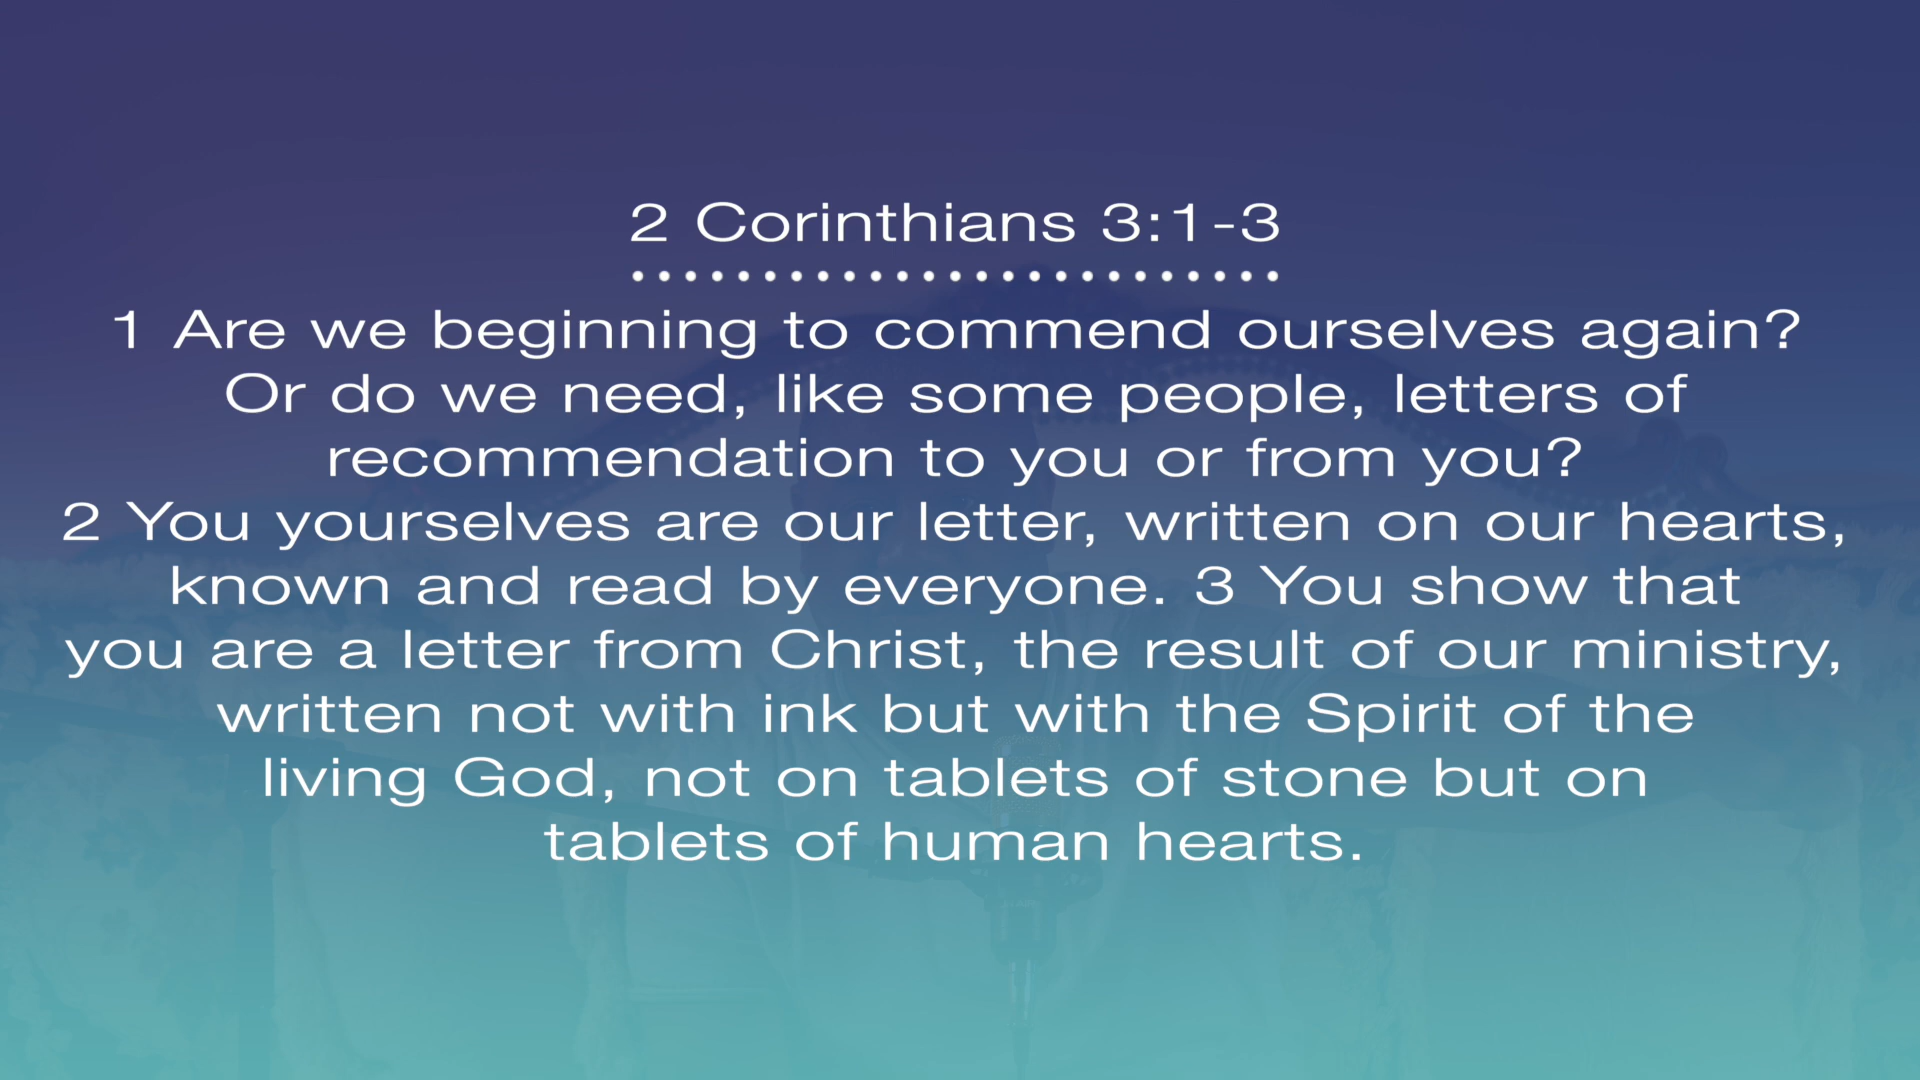 2 Corinthians 3:1-3
1 Are we beginning to commend ourselves again?
Or do we need, like some people, letters of
recommendation to you or from you?
2 You yourselves are our letter, written on our hearts,
known and read by everyone. 3 You show that
you are a letter from Christ, the result of our ministry,
written not with ink but with the Spirit of the
living God, not on tablets of stone but on
tablets of human hearts.